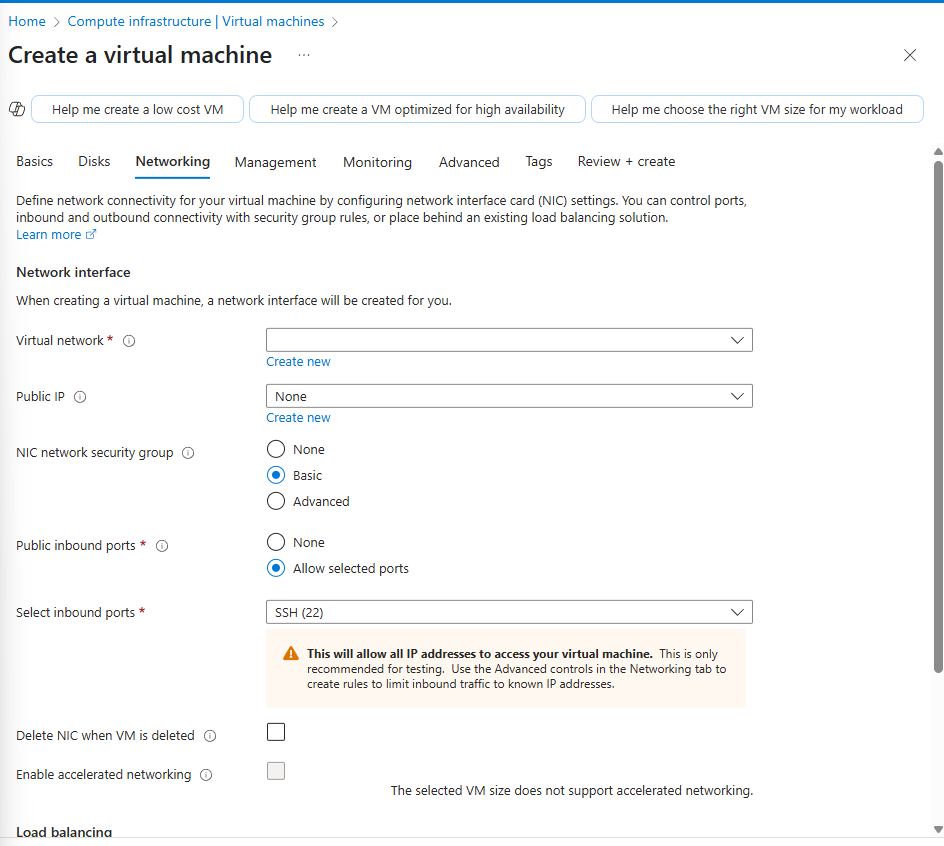 Home > Compute infrastructure | Virtual machines >
Create a virtual machine ...
Help me create a low cost VM Help me create a VM optimized for high availability Help me choose the right VM size for my workload
Basics Disks Networking Management Monitoring Advanced Tags Review + create
Define network connectivity for your virtual machine by configuring network interface card (NIC) settings. You can control ports,
inbound and outbound connectivity with security group rules, or place behind an existing load balancing solution.
Learn more
Network interface
When creating a virtual machine, a network interface will be created for you.
Virtual network *
Create new
Public IP None
Create new
NIC network security group None
Basic
Advanced
Public inbound ports * None
Allow selected ports
Select inbound ports * SSH (22)
This will allow all IP addresses to access your virtual machine. This is only
recommended for testing. Use the Advanced controls in the Networking tab to
create rules to limit inbound traffic to known IP addresses.
Delete NIC when VM is deleted
Enable accelerated networking
The selected VM size does not support accelerated networking.
Load balancing